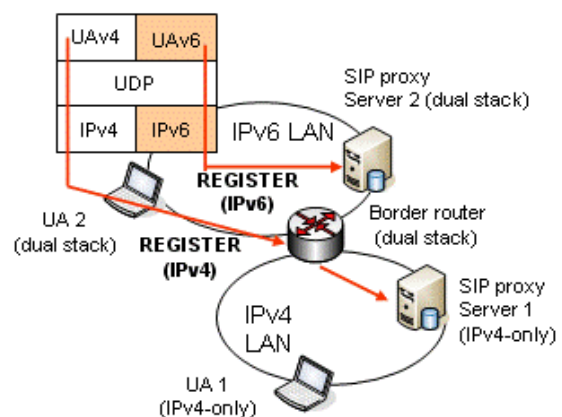 UAv4 UAv6
UDP
IPv4 IPv6
SIP proxy
Server 2 (dual stack)
IPv6 LAN
REGISTER
(IPv6)
UA 2
(dual stack)
REGISTER
(IPv4)
Border router
(dual stack)
SIP proxy
Server 1
(IPv4-only)
IPv4
LAN
UA 1
(IPv4-only)